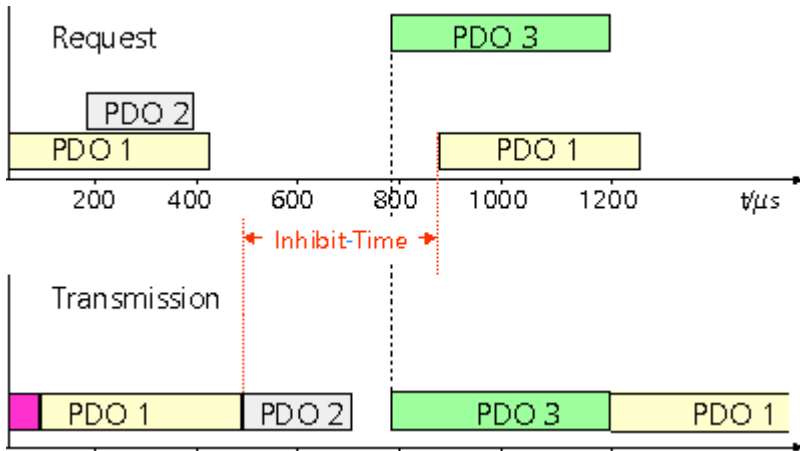 Request
PDO 3
PDO 2
PDO 1
PDO 1
200 400 600 800 1000 1200 t/µs
Inhibit-Time
Transmission
PDO 1
PDO 2
PDO 3
PDO 1